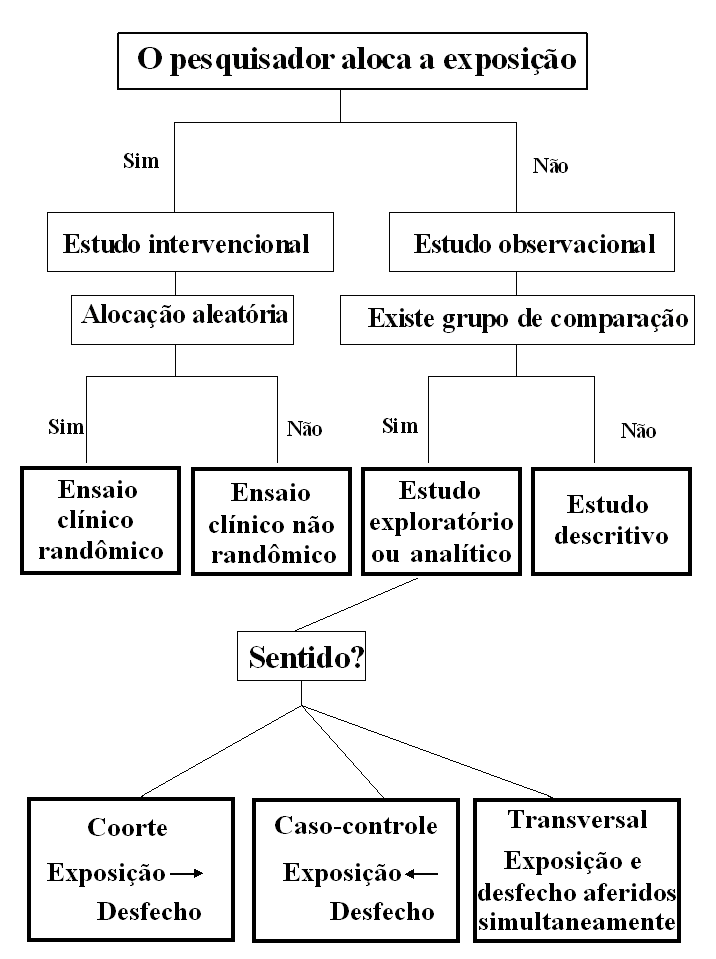 O pesquisador aloca a exposição
Sim
Não
Estudo intervencional
Estudo observacional
Alocação aleatória
Existe grupo de comparação
Sim
Não
Sim
Não
Ensaio
clínico
randômico
Ensaio
clínico não
randômico
Estudo
exploratório
ou analítico
Estudo
descritivo
Sentido?
Coorte
Exposição
Desfecho
Caso-controle
Exposição
Desfecho
Transversal
Exposição e
desfecho aferidos
simultaneamente